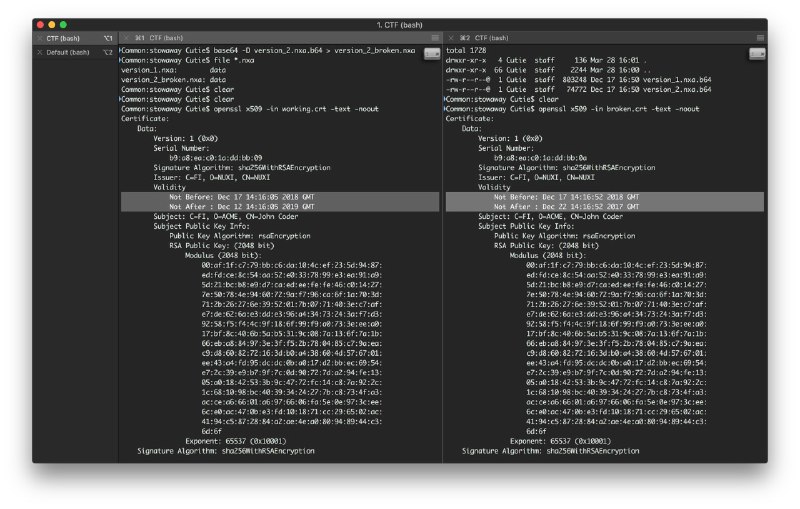 1. CTF (bash)
× CTF (bash) ⌥1
× Default (bash) ⌥2
× ⌘1 CTF (bash)
Common:stowaway Cutie$ base64 -D version_2.nxa.b64 > version_2_broken.nxa
Common:stowaway Cutie$ file *.nxa
version_1.nxa: data
version_2_broken.nxa: data
Common:stowaway Cutie$ clear
Common:stowaway Cutie$ clear
Common:stowaway Cutie$ openssl x509 -in working.crt -text -noout
Certificate:
Data:
Version: 1 (0x0)
Serial Number:
b9:a8:ea:c0:1a:dd:bb:09
Signature Algorithm: sha256WithRSAEncryption
Issuer: C=FI, O=NUXI, CN=NUXI
Validity
Not Before: Dec 17 14:16:05 2018 GMT
Not After : Dec 12 14:16:05 2019 GMT
Subject: C=FI, O=ACME, CN=John Coder
Subject Public Key Info:
Public Key Algorithm: rsaEncryption
RSA Public Key: (2048 bit)
Modulus (2048 bit):
00:af:1f:c7:79:bb:c6:da:10:4c:ef:23:5d:94:87:
ed:fd:ce:8c:54:aa:52:e0:33:78:99:e3:ea:91:a9:
5d:21:bc:b8:e9:d7:ca:ed:ee:fe:fe:46:c0:14:27:
7e:50:78:4e:94:60:72:9a:f7:96:ca:6f:1a:70:3d:
71:2b:26:27:6e:39:52:01:7b:07:71:40:3e:c7:af:
e7:de:62:6a:e3:dd:e3:96:a4:34:73:24:3a:f7:d3:
92:58:f5:f4:4c:9f:18:6f:99:f9:a0:73:3e:ee:a0:
17:bf:8c:40:6b:5a:b5:31:9c:08:7a:13:6f:7a:1b:
66:eb:a8:84:97:3e:3f:f5:2b:78:04:85:c7:9a:ea:
c9:d8:60:82:72:16:3d:b0:a4:38:60:4d:57:67:01:
ee:43:a4:fd:95:dc:dc:0b:a0:17:d2:bb:ec:69:54:
e7:2c:39:e9:b7:9f:7c:0d:90:72:7d:a2:94:fe:13:
05:a0:18:42:53:3b:9c:47:72:fc:14:c8:7a:92:2c:
1c:68:10:98:bc:40:39:34:24:27:7b:c8:73:4f:a3:
ac:ce:a6:66:01:a6:97:66:06:fa:5e:0e:97:3c:ee:
6c:e0:ac:47:0b:e3:fd:10:18:71:cc:29:65:02:ac:
41:94:c5:87:28:84:a2:ae:4e:a0:80:94:89:44:c3:
6d:6f
Exponent: 65537 (0x10001)
Signature Algorithm: sha256WithRSAEncryption
× ⌘2 CTF (bash)
total 1728
drwxr-xr-x 4 Cutie staff 136 Mar 28 16:01 .
drwxr-xr-x 66 Cutie staff 2244 Mar 28 16:00 ..
-rw-r--r--@ 1 Cutie staff 803248 Dec 17 16:50 version_1.nxa.b64
-rw-r--r--@ 1 Cutie staff 74772 Dec 17 16:50 version_2.nxa.b64
Common:stowaway Cutie$ clear
Common:stowaway Cutie$ openssl x509 -in broken.crt -text -noout
Certificate:
Data:
Version: 1 (0x0)
Serial Number:
b9:a8:ea:c0:1a:dd:bb:0a
Signature Algorithm: sha256WithRSAEncryption
Issuer: C=FI, O=NUXI, CN=NUXI
Validity
Not Before: Dec 17 14:16:52 2018 GMT
Not After : Dec 22 14:16:52 2017 GMT
Subject: C=FI, O=ACME, CN=John Coder
Subject Public Key Info:
Public Key Algorithm: rsaEncryption
RSA Public Key: (2048 bit)
Modulus (2048 bit):
00:af:1f:c7:79:bb:c6:da:10:4c:ef:23:5d:94:87:
ed:fd:ce:8c:54:aa:52:e0:33:78:99:e3:ea:91:a9:
5d:21:bc:b8:e9:d7:ca:ed:ee:fe:fe:46:c0:14:27:
7e:50:78:4e:94:60:72:9a:f7:96:ca:6f:1a:70:3d:
71:2b:26:27:6e:39:52:01:7b:07:71:40:3e:c7:af:
e7:de:62:6a:e3:dd:e3:96:a4:34:73:24:3a:f7:d3:
92:58:f5:f4:4c:9f:18:6f:99:f9:a0:73:3e:ee:a0:
17:bf:8c:40:6b:5a:b5:31:9c:08:7a:13:6f:7a:1b:
66:eb:a8:84:97:3e:3f:f5:2b:78:04:85:c7:9a:ea:
c9:d8:60:82:72:16:3d:b0:a4:38:60:4d:57:67:01:
ee:43:a4:fd:95:dc:dc:0b:a0:17:d2:bb:ec:69:54:
e7:2c:39:e9:b7:9f:7c:0d:90:72:7d:a2:94:fe:13:
05:a0:18:42:53:3b:9c:47:72:fc:14:c8:7a:92:2c:
1c:68:10:98:bc:40:39:34:24:27:7b:c8:73:4f:a3:
ac:ce:a6:66:01:a6:97:66:06:fa:5e:0e:97:3c:ee:
6c:e0:ac:47:0b:e3:fd:10:18:71:cc:29:65:02:ac:
41:94:c5:87:28:84:a2:ae:4e:a0:80:94:89:44:c3:
6d:6f
Exponent: 65537 (0x10001)
Signature Algorithm: sha256WithRSAEncryption